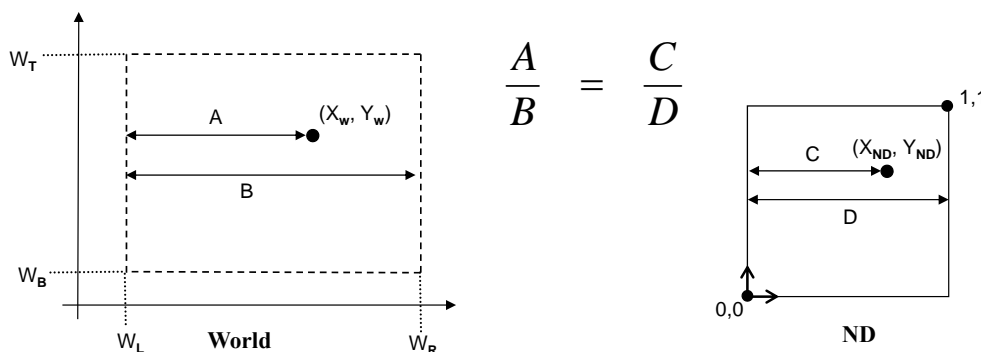 W_T
A
(X_w, Y_w)
B
W_B
W_L
World
W_R
A/B = C/D
1,1
C
(X_ND, Y_ND)
D
0,0
ND